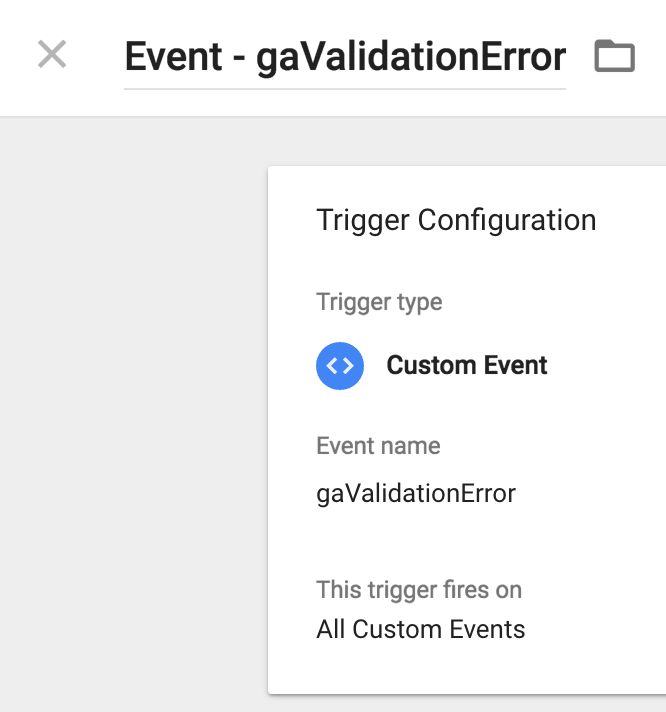 Event - gaValidationError
Trigger Configuration
Trigger type
Custom Event
Event name
gaValidationError
This trigger fires on
All Custom Events